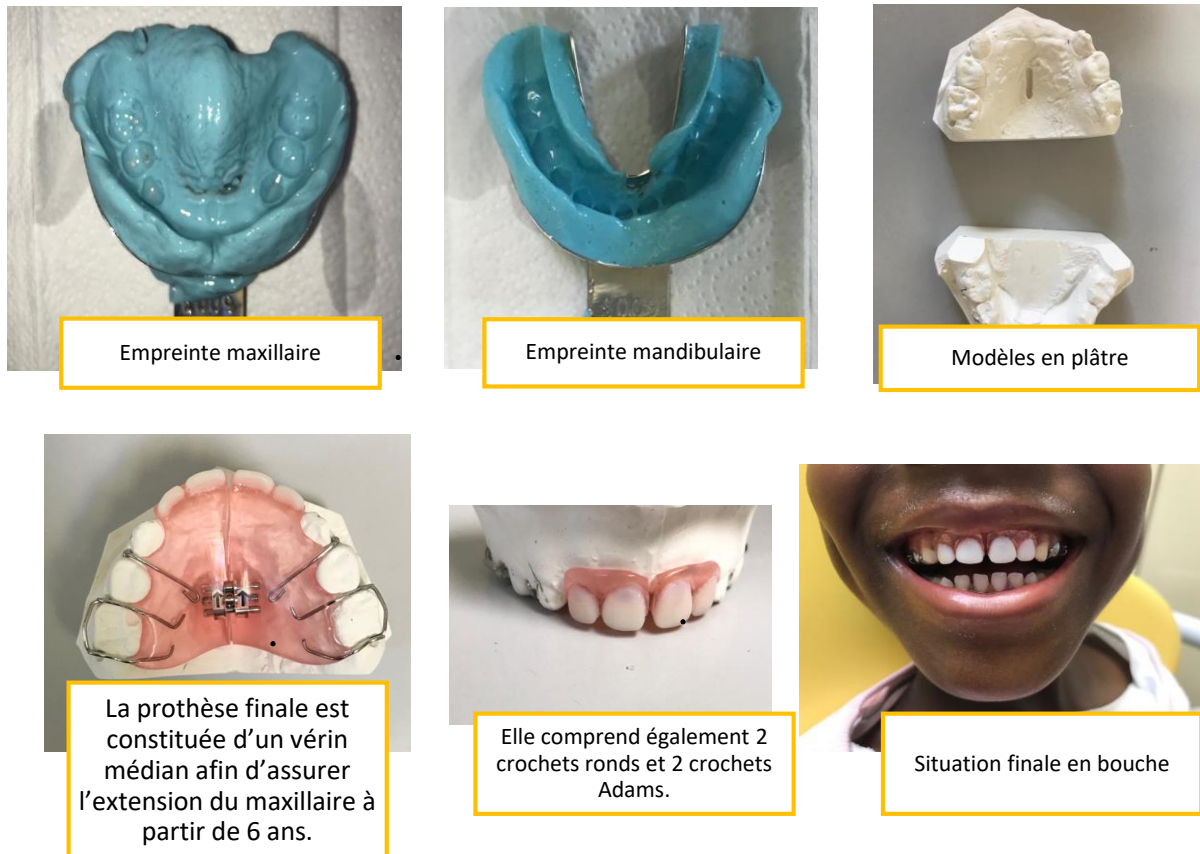 Empreinte maxillaire
Empreinte mandibulaire
Modèles en plâtre
La prothèse finale est
constituée d'un vérin
médian afin d'assurer
l'extension du maxillaire à
partir de 6 ans.
Elle comprend également 2
crochets ronds et 2 crochets
Adams.
Situation finale en bouche